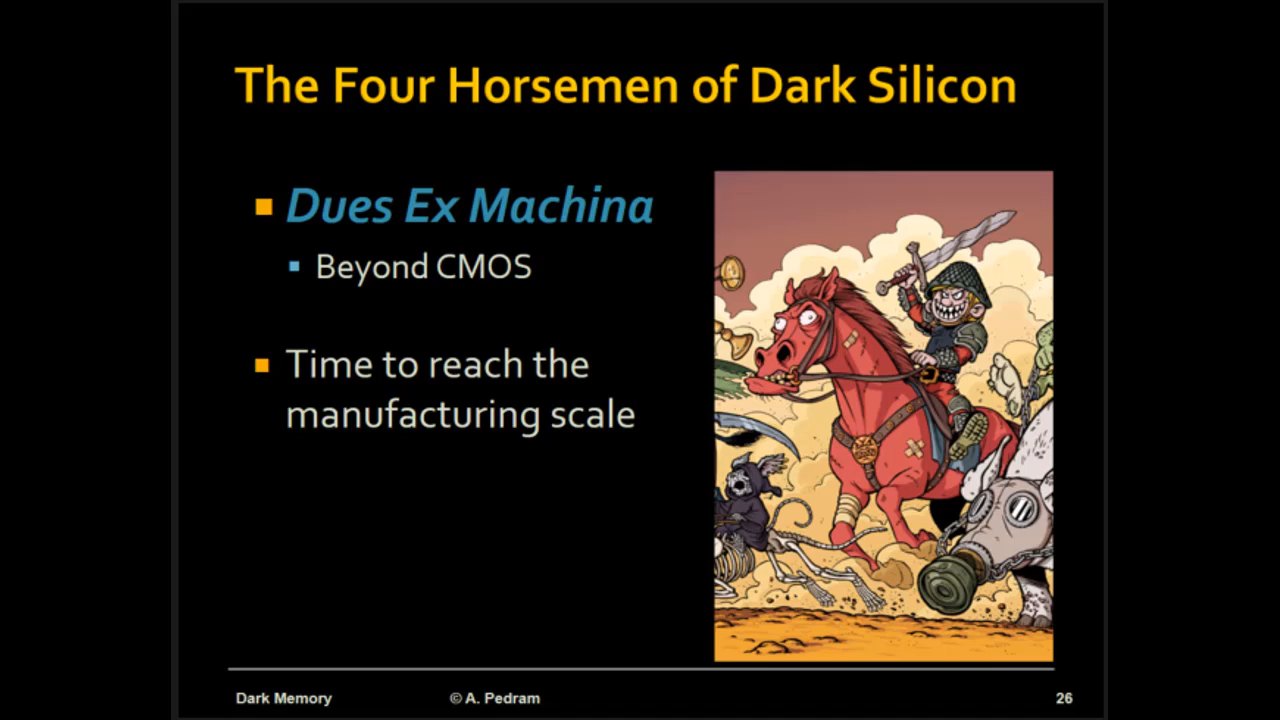 The Four Horsemen of Dark Silicon
Dues Ex Machina
Beyond CMOS
Time to reach the
manufacturing scale
Dark Memory
© A. Pedram
26